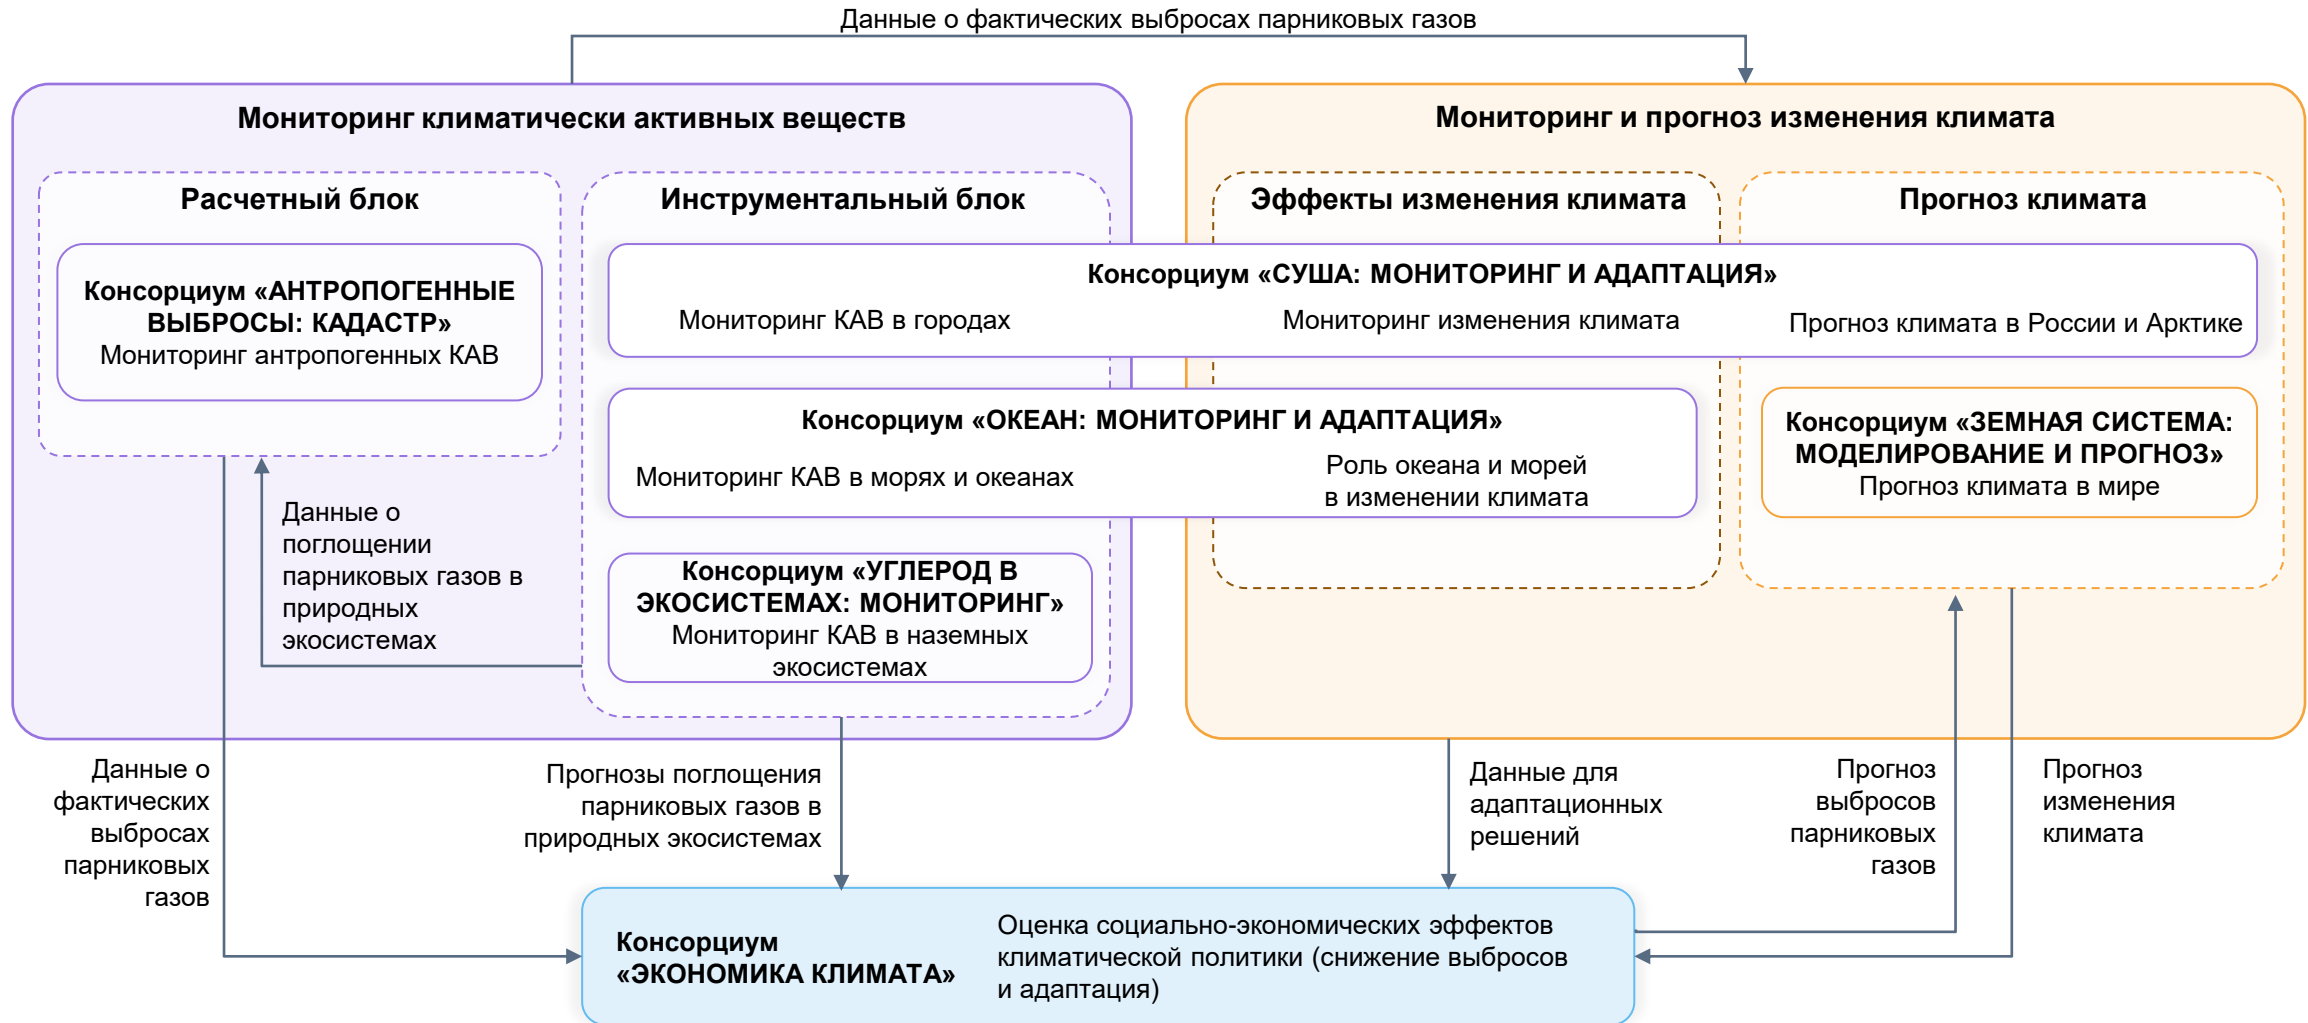 Данные о фактических выбросах парниковых газов
Мониторинг климатически активных веществ
Расчетный блок
Консорциум «АНТРОПОГЕННЫЕ
ВЫБРОСЫ: КАДАСТР»
Мониторинг антропогенных КАВ
Инструментальный блок
Мониторинг и прогноз изменения климата
Эффекты изменения климата
Прогноз климата
Консорциум «СУША: МОНИТОРИНГ И АДАПТАЦИЯ»
Мониторинг КАВ в городах
Мониторинг изменения климата
Прогноз климата в России и Арктике
Консорциум «ОКЕАН: МОНИТОРИНГ И АДАПТАЦИЯ»
Мониторинг КАВ в морях и океанах
Роль океана и морей
в изменении климата
Консорциум «ЗЕМНАЯ СИСТЕМА:
МОДЕЛИРОВАНИЕ И ПРОГНОЗ»
Прогноз климата в мире
Данные о
поглощении
парниковых газов в
природных
экосистемах
Консорциум «УГЛЕРОД В
ЭКОСИСТЕМАХ: МОНИТОРИНГ»
Мониторинг КАВ в наземных
экосистемах
Данные о
фактических
выбросах
парниковых
газов
Прогнозы поглощения
парниковых газов в
природных экосистемах
Данные для
адаптационных
решений
Прогноз
выбросов
парниковых
газов
Прогноз
изменения
климата
Консорциум
«ЭКОНОМИКА КЛИМАТА»
Оценка социально-экономических эффектов
климатической политики (снижение выбросов
и адаптация)